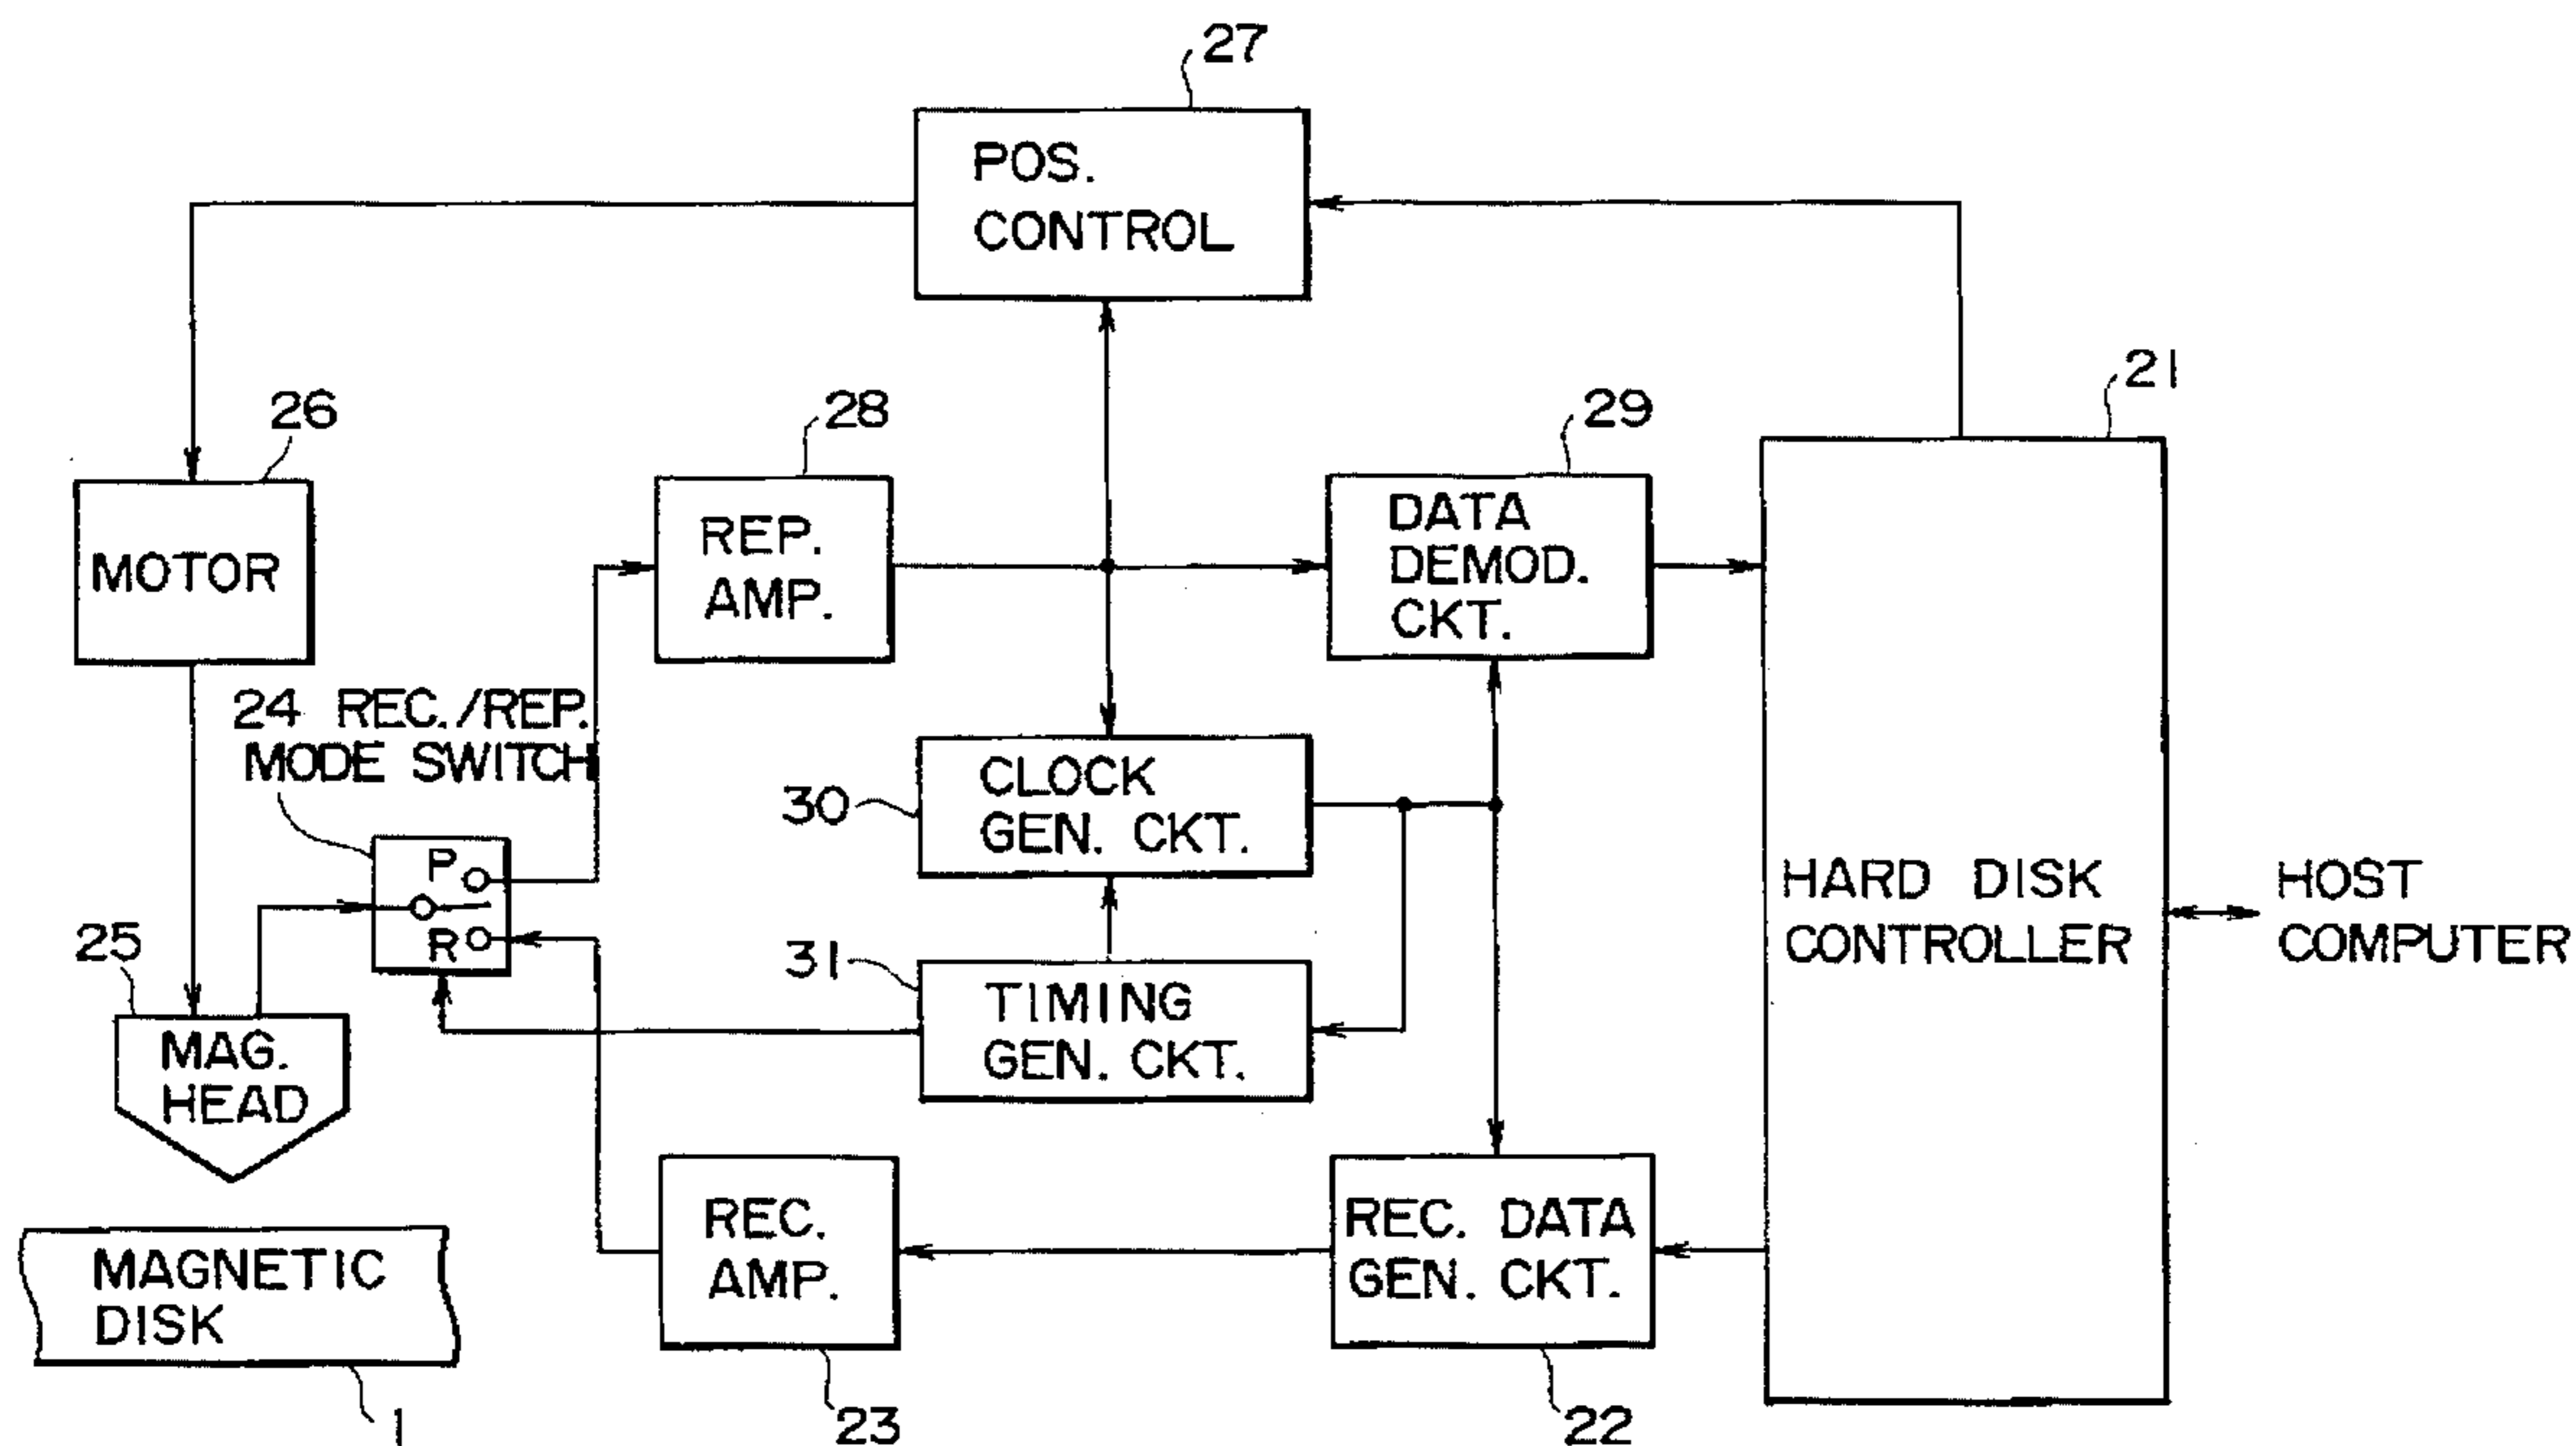 27
POS.
CONTROL
21
26
28
29
MOTOR
REP.
AMP.
DATA
DEMOD.
CKT.
24 REC./REP.
MODE SWITCH
30
CLOCK
GEN. CKT.
P
R
HARD DISK
CONTROLLER
HOST
COMPUTER
25
MAG.
HEAD
31
TIMING
GEN. CKT.
MAGNETIC
DISK
1
REC.
AMP.
23
REC. DATA
GEN. CKT.
22